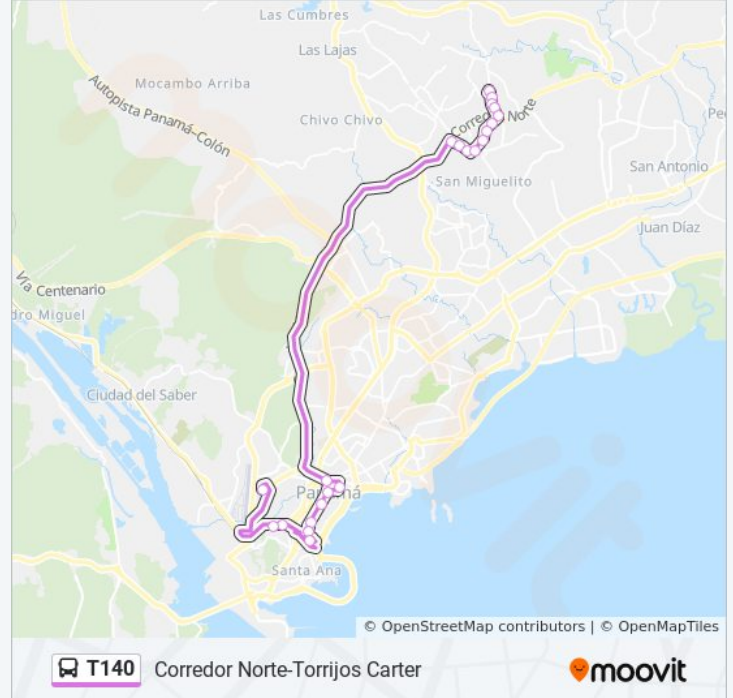 Las Cumbres
Las Lajas
Mocambo Arriba
Autopista Panamá-Colón
Chivo Chivo
Corredor Norte
San Antonio
San Miguelito
Juan Díaz
Vía Centenario
dro Miguel
Ciudad del Saber
Panamá
Santa Ana
© OpenStreetMap contributors | © OpenMapTiles
T140 Corredor Norte-Torrijos Carter
moovit